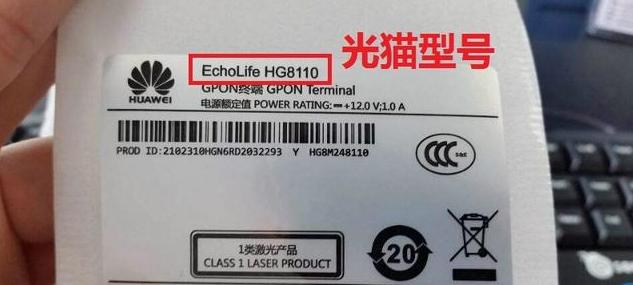 光猫型号
EchoLife HG8110
HUAWEI
GPON终端 GPON Terminal
电源额定值 POWER RATING: ⎓+12.0 V;1.0 A
PROD ID:2102310HGN6RD2032293 Y HG8M248110
CCC
S&E
1类激光产品
CLASS 1 LASER PRODUCT
20